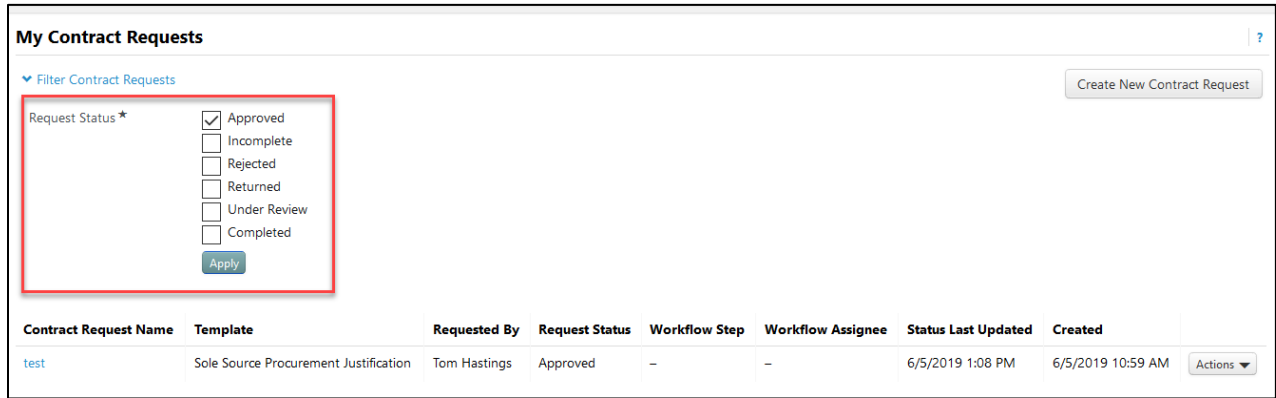 My Contract Requests
?
Filter Contract Requests
Create New Contract Request
Request Status ★
Approved
Incomplete
Rejected
Returned
Under Review
Completed
Apply
Contract Request Name Template Requested By Request Status Workflow Step Workflow Assignee Status Last Updated Created
test Sole Source Procurement Justification Tom Hastings Approved – – 6/5/2019 1:08 PM 6/5/2019 10:59 AM Actions